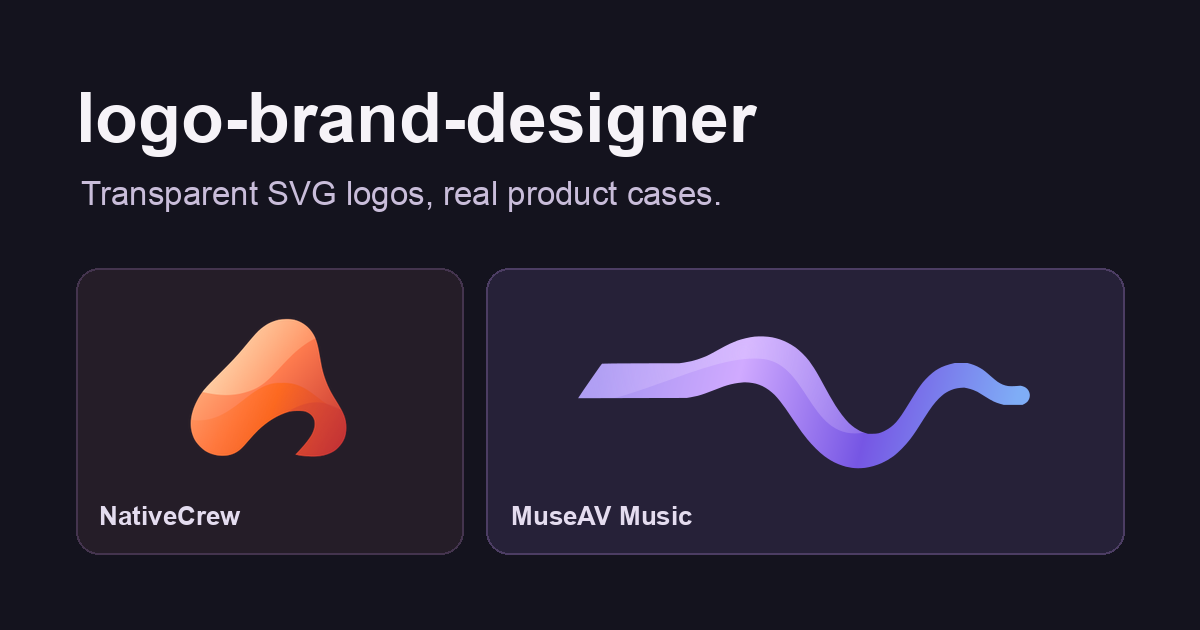 logo-brand-designer
Transparent SVG logos, real product cases.
NativeCrew
MuseAV Music